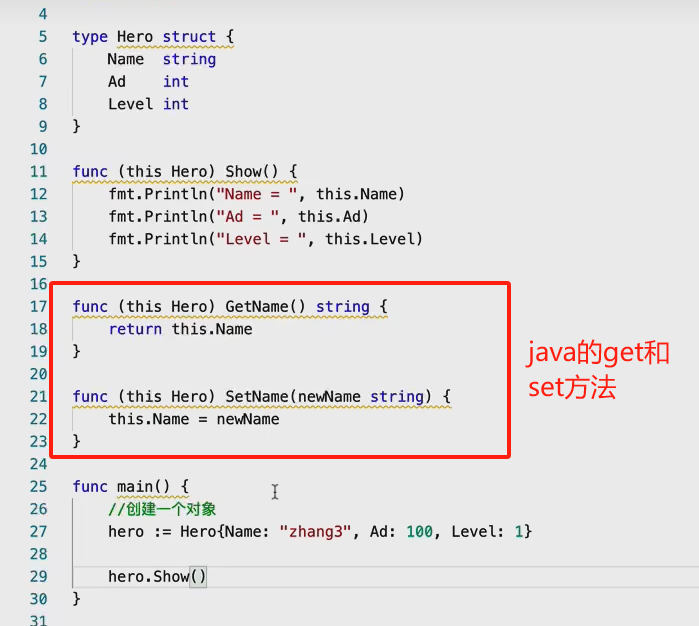 4
5 type Hero struct {
6 Name string
7 Ad int
8 Level int
9 }
10
11 func (this Hero) Show() {
12 fmt.Println("Name = ", this.Name)
13 fmt.Println("Ad = ", this.Ad)
14 fmt.Println("Level = ", this.Level)
15 }
16
17 func (this Hero) GetName() string {
18 return this.Name
19 }
20
21 func (this Hero) SetName(newName string) {
22 this.Name = newName
23 }
24
25 func main() {
26 //创建一个对象
27 hero := Hero{Name: "zhang3", Ad: 100, Level: 1}
28
29 hero.Show()
30 }
31
java的get和
set方法